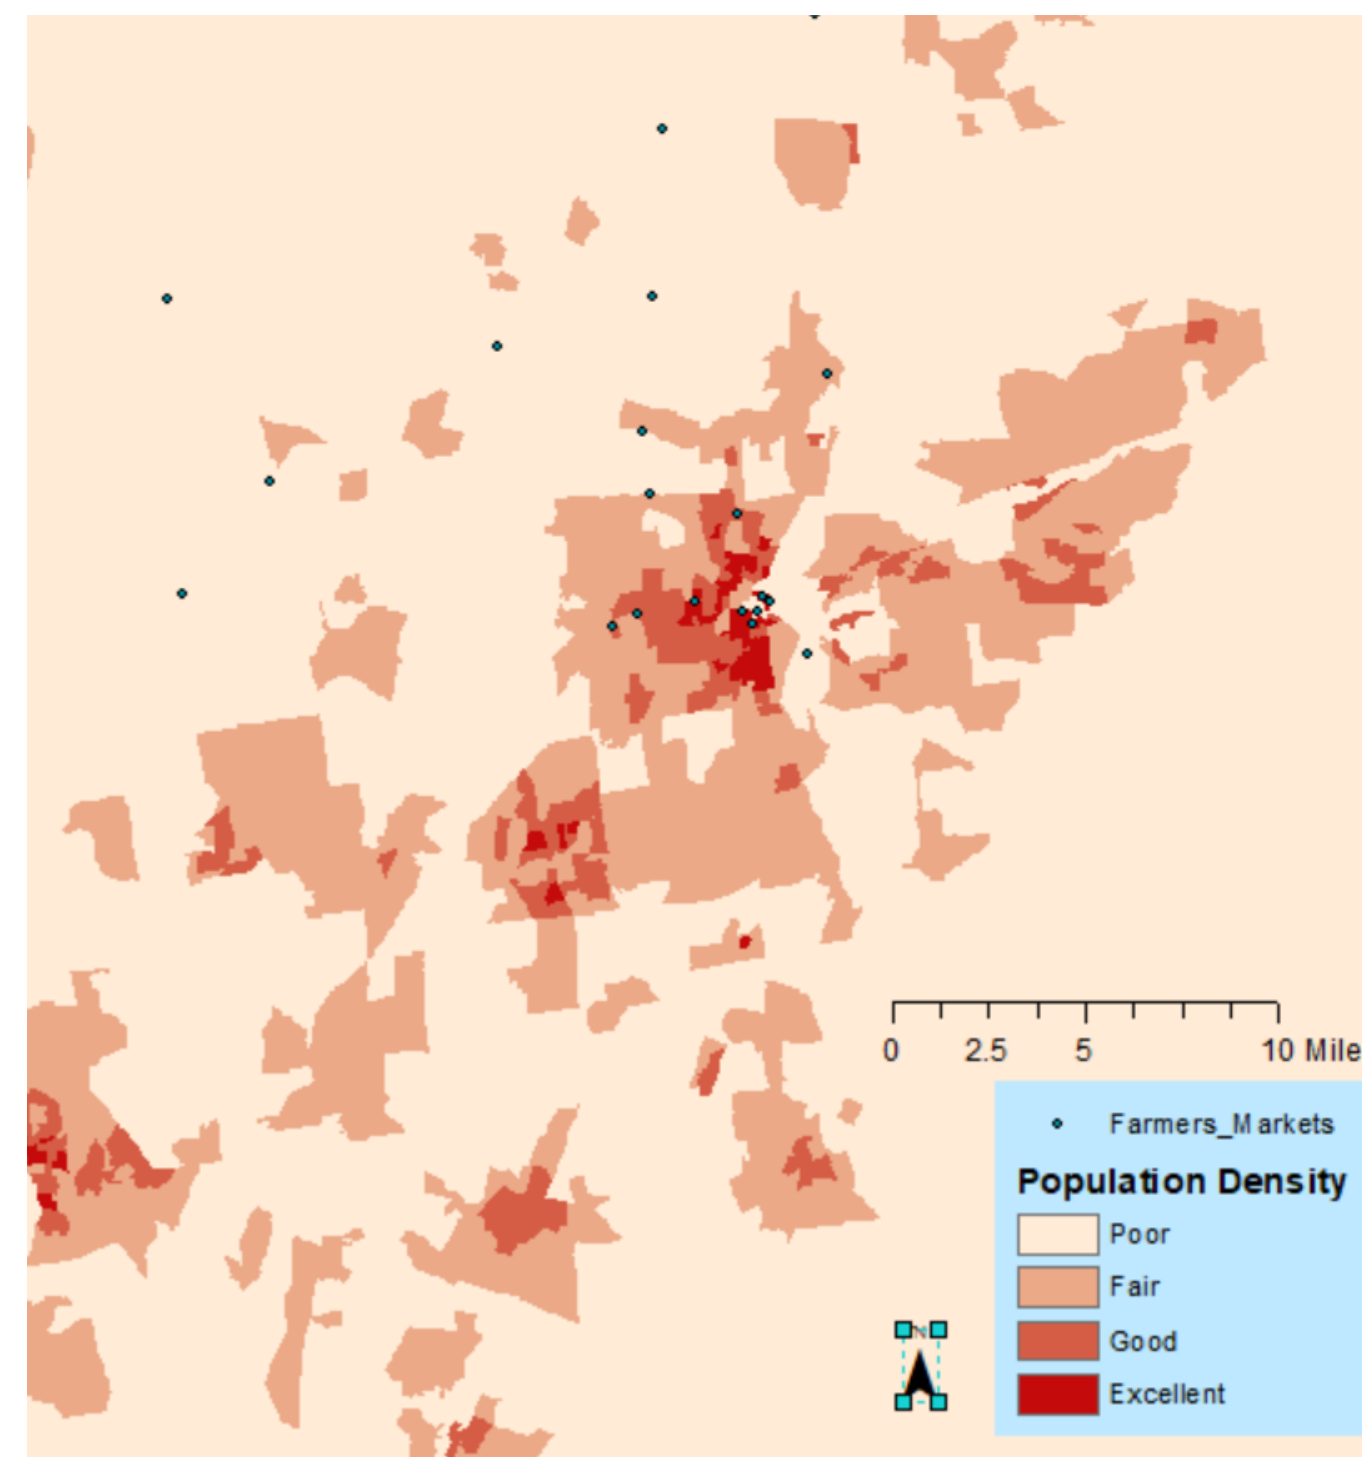 0 2.5 5 10 Mile
Farmers_Markets
Population Density
Poor
Fair
Good
Excellent
N